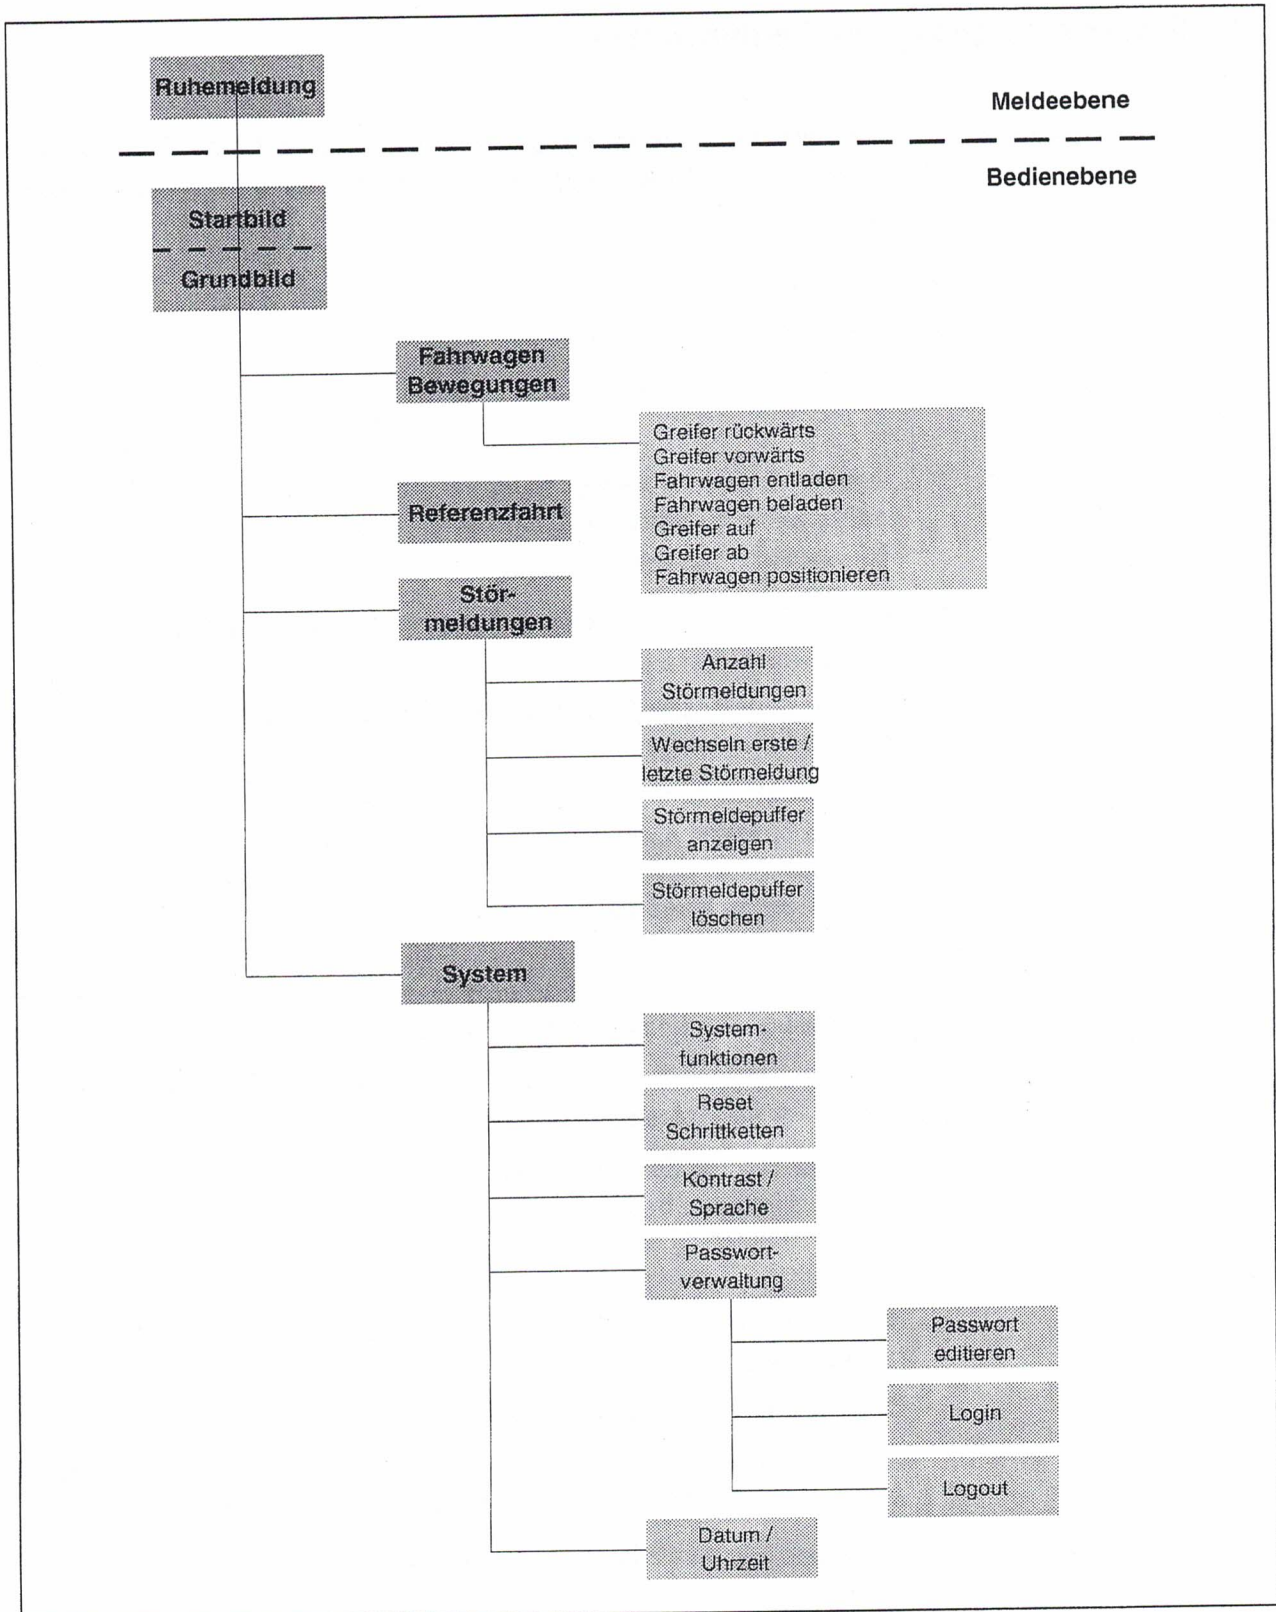 Ruhemeldung
Meldeebene
Bedienebene
Startbild
Grundbild
Fahrwagen
Bewegungen
Greifer rückwärts
Greifer vorwärts
Fahrwagen entladen
Fahrwagen beladen
Greifer auf
Greifer ab
Fahrwagen positionieren
Referenzfahrt
Stör-
meldungen
Anzahl
Störmeldungen
Wechseln erste /
letzte Störmeldung
Störmeldepuffer
anzeigen
Störmeldepuffer
löschen
System
System-
funktionen
Reset
Schrittketten
Kontrast /
Sprache
Passwort-
verwaltung
Passwort
editieren
Login
Logout
Datum /
Uhrzeit